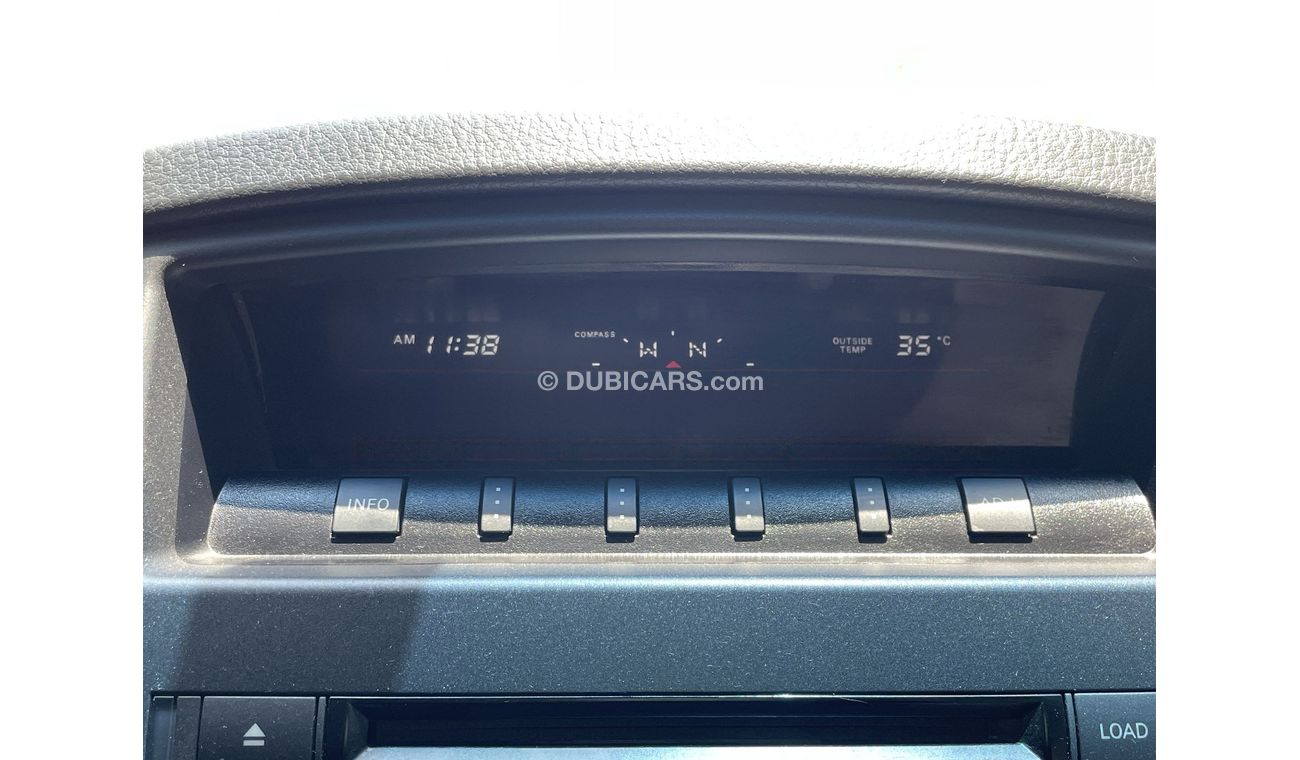 AM 11:38 COMPASS W N OUTSIDE TEMP 35 °C
© DUBICARS.com
INFO
LOAD